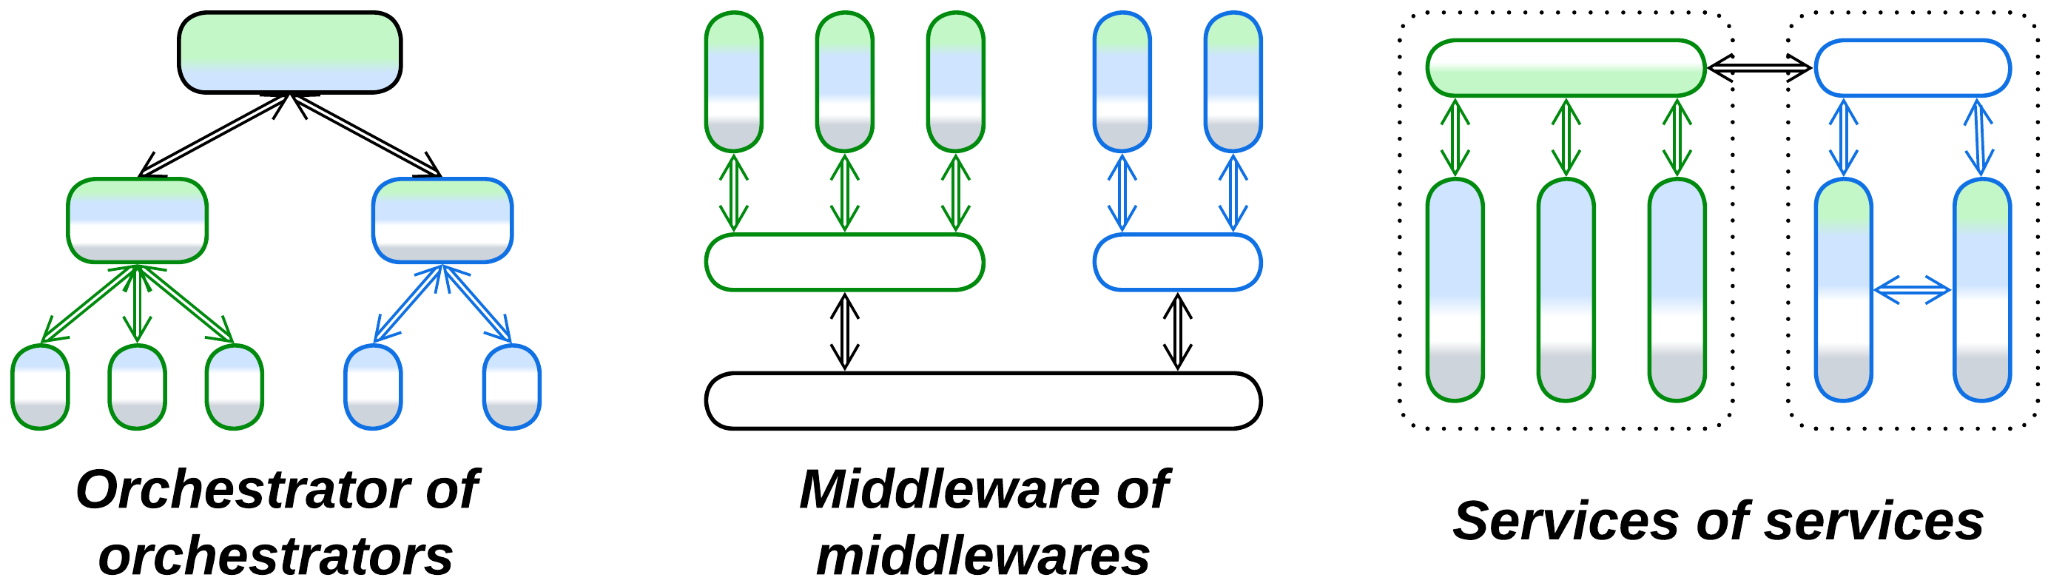 Orchestrator of
orchestrators
Middleware of
middlewares
Services of services